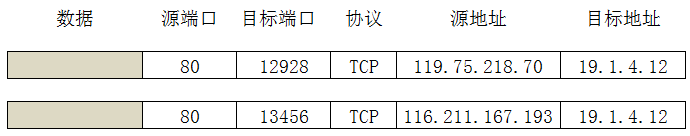 数据 源端口 目标端口 协议 源地址 目标地址
80 12928 TCP 119.75.218.70 19.1.4.12
80 13456 TCP 116.211.167.193 19.1.4.12